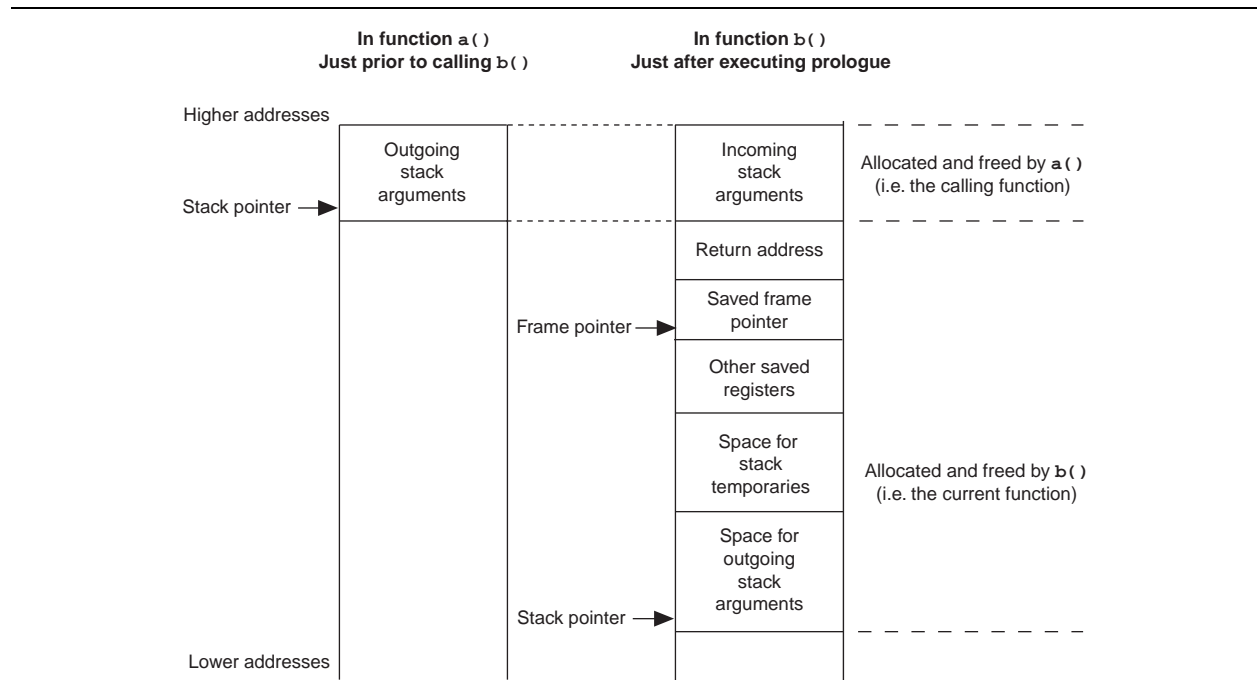 In function a()
Just prior to calling b()
In function b()
Just after executing prologue
Higher addresses
Outgoing
stack
arguments
Incoming
stack
arguments
Allocated and freed by a()
(i.e. the calling function)
Stack pointer
Return address
Saved frame
pointer
Frame pointer
Other saved
registers
Space for
stack
temporaries
Allocated and freed by b()
(i.e. the current function)
Space for
outgoing
stack
arguments
Stack pointer
Lower addresses